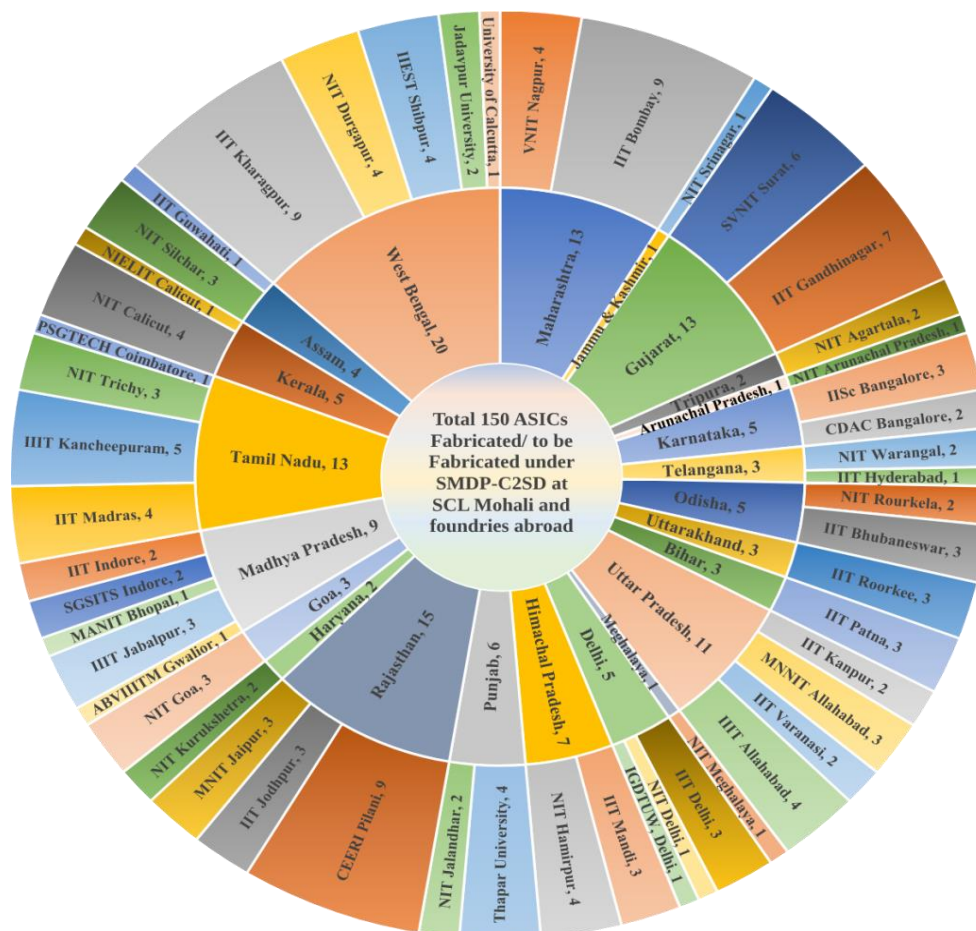 Total 150 ASICs
Fabricated/ to be
Fabricated under
SMDP-C2SD at
SCL Mohali and
foundries abroad
Maharashtra, 13
Jammu & Kashmir, 1
Gujarat, 13
Tripura, 2
Arunachal Pradesh, 1
Karnataka, 5
Telangana, 3
Odisha, 5
Uttarakhand, 3
Bihar, 3
Uttar Pradesh, 11
Meghalaya, 1
Delhi, 5
Himachal Pradesh, 7
Punjab, 6
Rajasthan, 15
Haryana, 2
Goa, 3
Madhya Pradesh, 9
Tamil Nadu, 13
Kerala, 5
Assam, 4
West Bengal, 20
VNIT Nagpur, 4
IIT Bombay, 9
NIT Srinagar, 1
SVNIT Surat, 6
IIT Gandhinagar, 7
NIT Agartala, 2
NIT Arunachal Pradesh, 1
IISc Bangalore, 3
CDAC Bangalore, 2
NIT Warangal, 2
IIT Hyderabad, 1
NIT Rourkela, 2
IIT Bhubaneswar, 3
IIT Roorkee, 3
IIT Patna, 3
IIT Kanpur, 2
MNNIT Allahabad, 3
IIT Varanasi, 2
IIIT Allahabad, 4
NIT Meghalaya, 1
IIT Delhi, 3
NIT Delhi, 1
IGDTUW, Delhi, 1
IIT Mandi, 3
NIT Hamirpur, 4
Thapar University, 4
NIT Jalandhar, 2
CEERI Pilani, 9
IIT Jodhpur, 3
MNIT Jaipur, 3
NIT Kurukshetra, 2
NIT Goa, 3
ABVIIITM Gwalior, 1
IIIT Jabalpur, 3
MANIT Bhopal, 1
SGSITS Indore, 2
IIT Indore, 2
IIT Madras, 4
IIIT Kancheepuram, 5
NIT Trichy, 3
PSGTECH Coimbatore, 1
NIT Calicut, 4
NIELIT Calicut, 1
NIT Silchar, 3
IIT Guwahati, 1
IIT Kharagpur, 9
NIT Durgapur, 4
IIEST Shibpur, 4
Jadavpur University, 2
University of Calcutta, 1